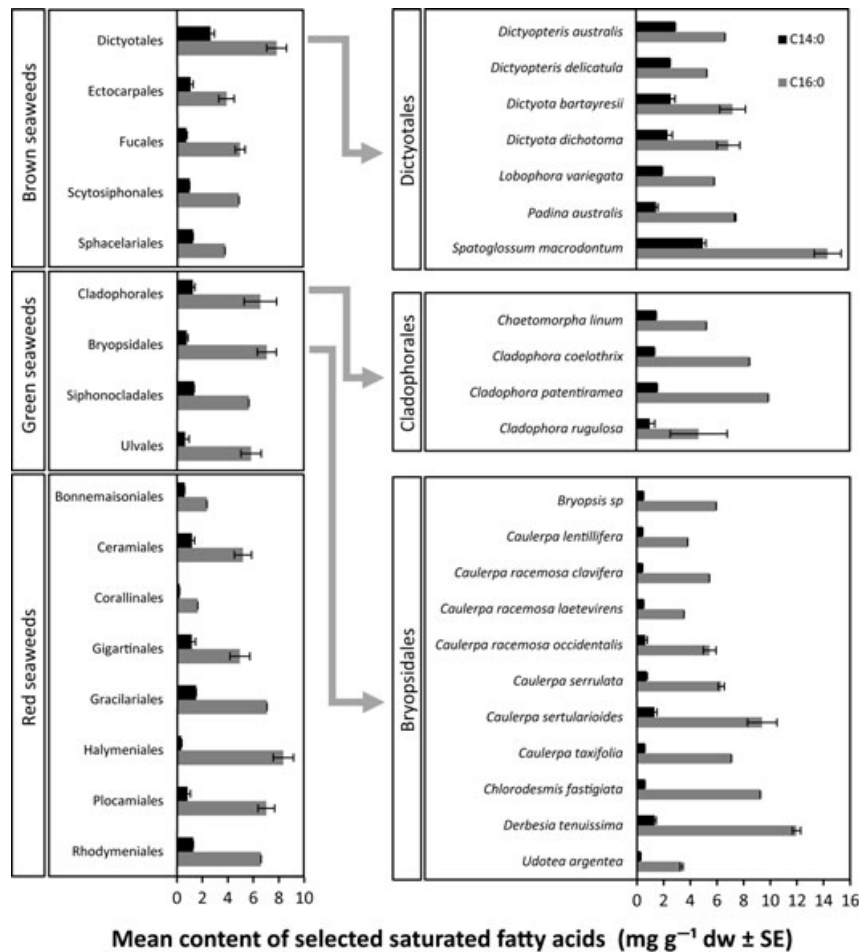 Brown seaweeds
Dictyotales
Ectocarpales
Fucales
Scytosiphonales
Sphacelariales
Green seaweeds
Cladophorales
Bryopsidales
Siphonocladales
Ulvales
Red seaweeds
Bonnemaisoniales
Ceramiales
Corallinales
Gigartinales
Gracilariales
Halymeniales
Plocamiales
Rhodymeniales
0 2 4 6 8 10
Dictyotales
Dictyopteris australis
Dictyopteris delicatula
Dictyota bartayresii
Dictyota dichotoma
Lobophora variegata
Padina australis
Spatoglossum macrodontum
C14:0
C16:0
Cladophorales
Chaetomorpha linum
Cladophora coelothrix
Cladophora patentiramea
Cladophora rugulosa
Bryopsidales
Bryopsis sp
Caulerpa lentillifera
Caulerpa racemosa clavifera
Caulerpa racemosa laetevirens
Caulerpa racemosa occidentalis
Caulerpa serrulata
Caulerpa sertularioides
Caulerpa taxifolia
Chlorodesmis fastigiata
Derbesia tenuissima
Udotea argentea
0 2 4 6 8 10 12 14 16
Mean content of selected saturated fatty acids (mg g⁻¹ dw ± SE)